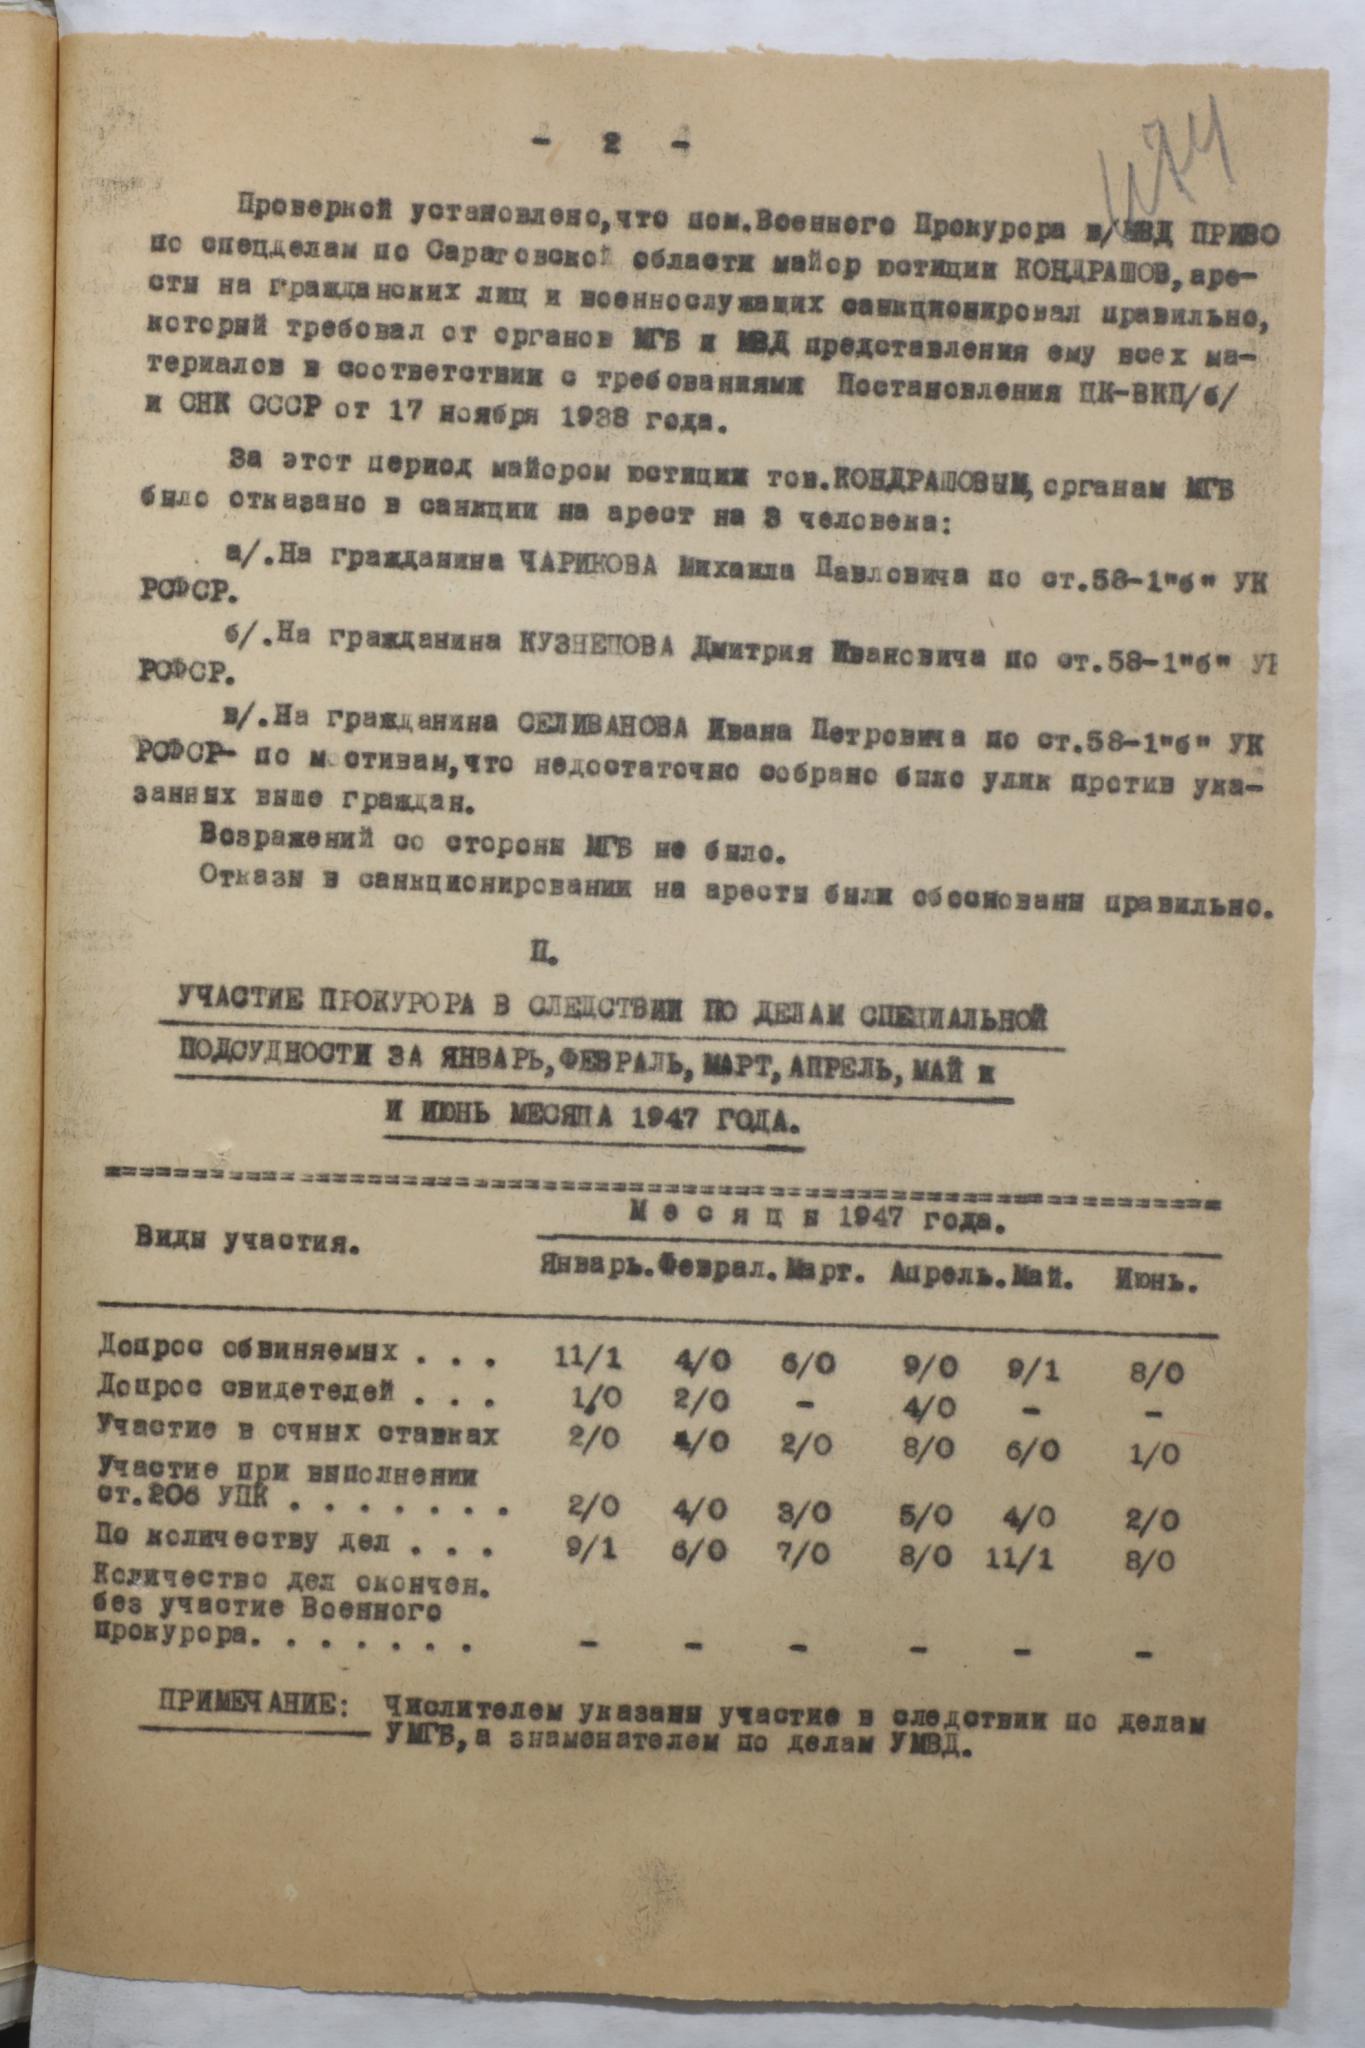 474
- 2 -
Проверкой установлено,что пом.Военного Прокурора в/МВД ПРИВО
по спецделам по Саратовской области майор юстиции КОНДРАШОВ,аре-
сты на гражданских лиц и военнослужащих санкционировал правильно,
который требовал от органов МГБ и МВД представления ему всех ма-
териалов в соответствии с требованиями Постановления ЦК-ВКП/б/
и СНК СССР от 17 ноября 1938 года.
За этот период майором юстиции тов.КОНДРАШОВЫМ,органам МГБ
было отказано в санкции на арест на 3 человека:
а/.На гражданина ЧАРИКОВА Михаила Павловича по ст.58-1"б" УК
РСФСР.
б/.На гражданина КУЗНЕЦОВА Дмитрия Ивановича по ст.58-1"б" УК
РСФСР.
в/.На гражданина СЕЛИВАНОВА Ивана Петровича по ст.58-1"б" УК
РСФСР- по мостивам,что недостаточно собрано было улик против ука-
занных выше граждан.
Возражений со стороны МГБ не было.
Отказы в санкционировании на аресты были обоснованы правильно.
П.
УЧАСТИЕ ПРОКУРОРА В СЛЕДСТВИИ ПО ДЕЛАМ СПЕЦИАЛЬНОЙ
ПОДСУДНОСТИ ЗА ЯНВАРЬ,ФЕВРАЛЬ,МАРТ,АПРЕЛЬ,МАЙ и
И ИЮНЬ МЕСЯЦА 1947 ГОДА.
Месяцы 1947 года.
Виды участия.
Январь.Феврал.Март. Апрель.Май. Июнь.
Допрос обвиняемых . . . 11/1 4/0 6/0 9/0 9/1 8/0
Допрос свидетелей . . . 1/0 2/0 - 4/0 - -
Участие в очных ставках 2/0 4/0 2/0 8/0 6/0 1/0
Участие при выполнении
ст.206 УПК . . . . . . . 2/0 4/0 3/0 5/0 4/0 2/0
По количеству дел . . . 9/1 6/0 7/0 8/0 11/1 8/0
Количество дел окончен.
без участие Военного
прокурора. . . . . . . - - - - - -
ПРИМЕЧАНИЕ: Числителем указаны участие в следствии по делам
УМГБ,а знаменателем по делам УМВД.